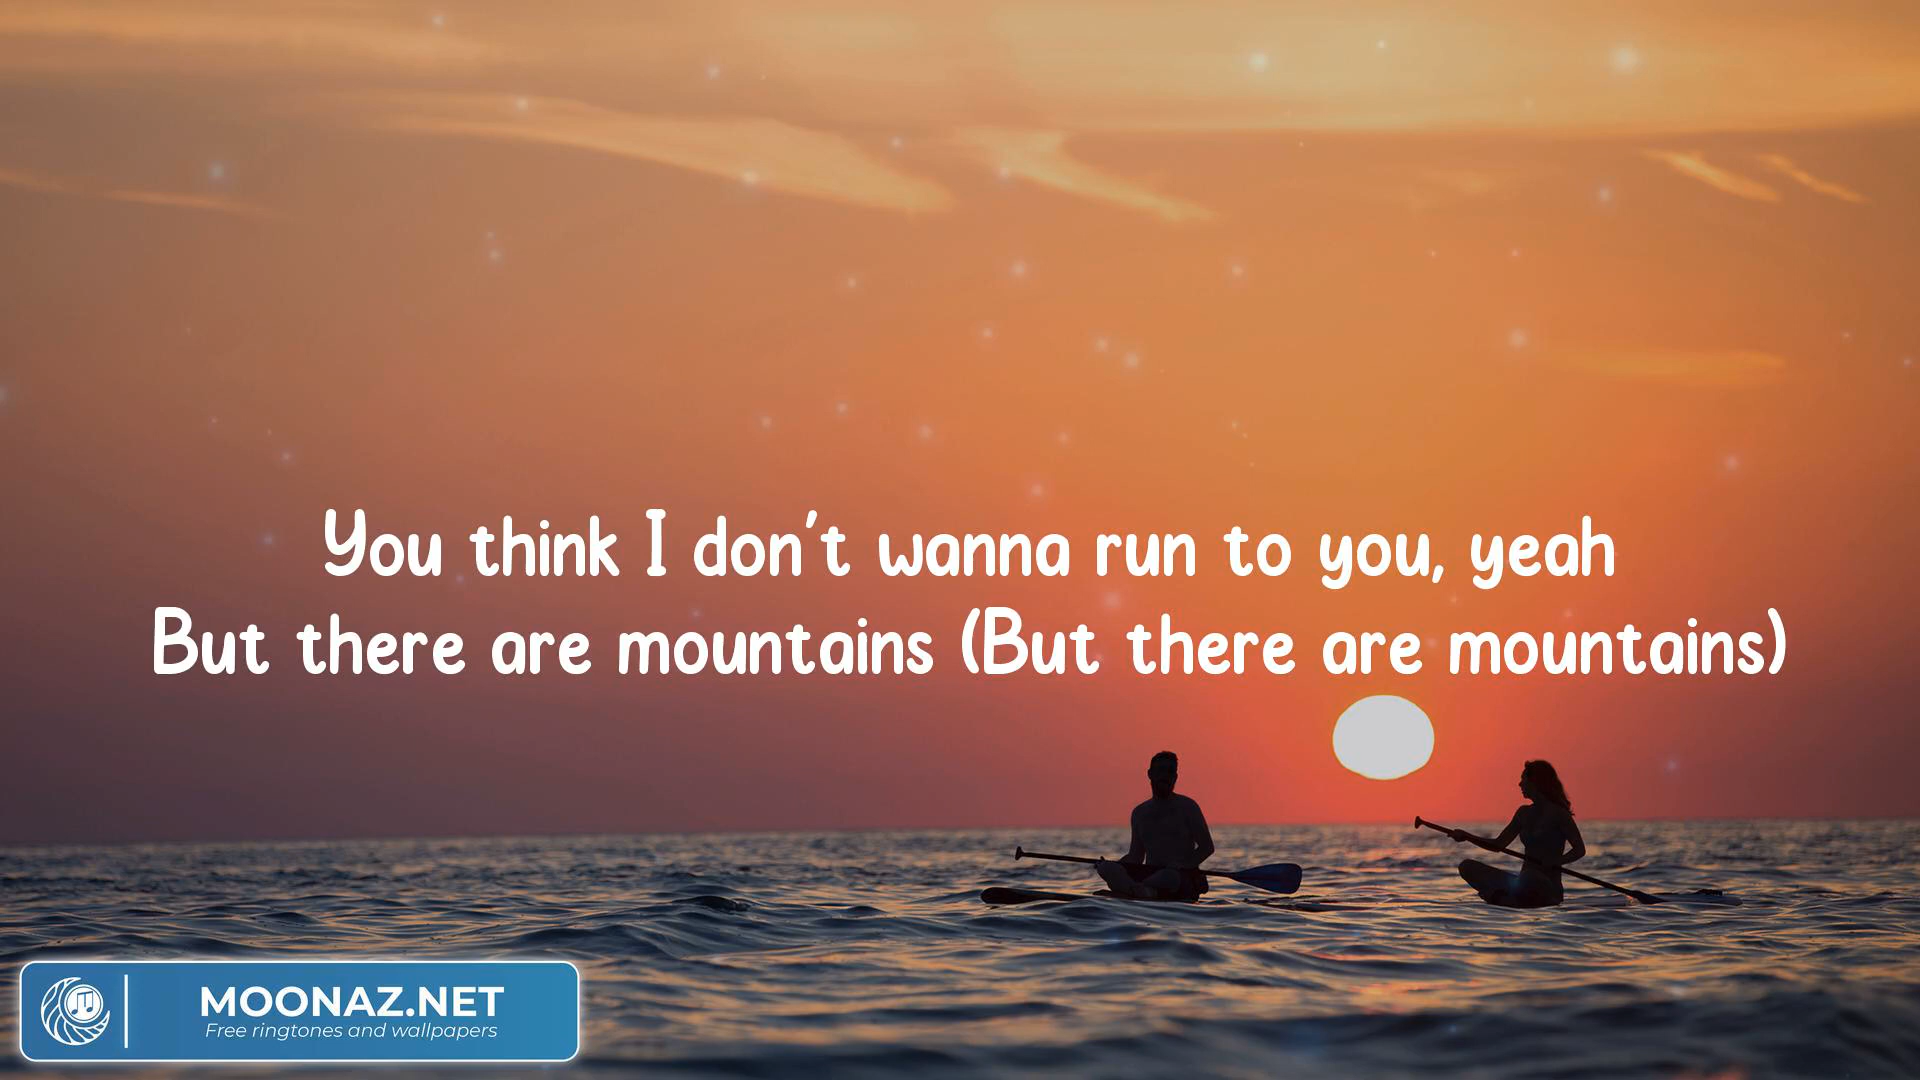 You think I don't wanna run to you, yeah
But there are mountains (But there are mountains)
MOONAZ.NET
Free ringtones and wallpapers